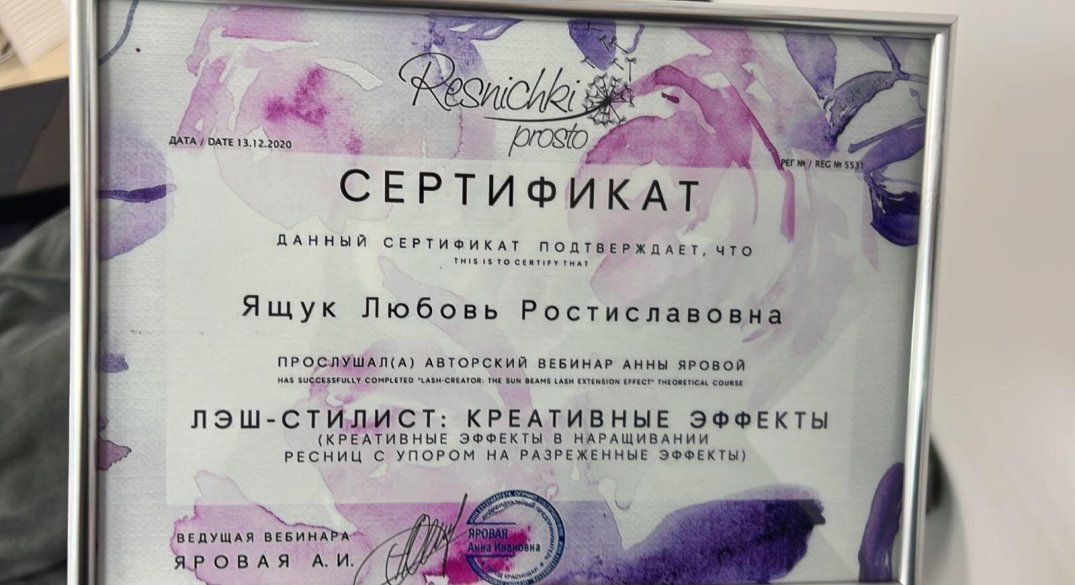 Resnichki
prosto
ДАТА / DATE 13.12.2020
РЕГ № / REG № 5531
СЕРТИФИКАТ
ДАННЫЙ СЕРТИФИКАТ ПОДТВЕРЖДАЕТ, ЧТО
THIS IS TO CERTIFY THAT
Ящук Любовь Ростиславовна
ПРОСЛУШАЛ(А) АВТОРСКИЙ ВЕБИНАР АННЫ ЯРОВОЙ
HAS SUCCESSFULLY COMPLETED "LASH-CREATOR: THE SUN BEAMS LASH EXTENSION EFFECT" THEORETICAL COURSE
ЛЭШ-СТИЛИСТ: КРЕАТИВНЫЕ ЭФФЕКТЫ
(КРЕАТИВНЫЕ ЭФФЕКТЫ В НАРАЩИВАНИИ
РЕСНИЦ С УПОРОМ НА РАЗРЕЖЕННЫЕ ЭФФЕКТЫ)
ВЕДУЩАЯ ВЕБИНАРА
ЯРОВАЯ А. И.
ИНДИВИДУАЛЬНЫЙ ПРЕДПРИНИМАТЕЛЬ
ЯРОВАЯ
Анна Ивановна
КРАСНОДАР